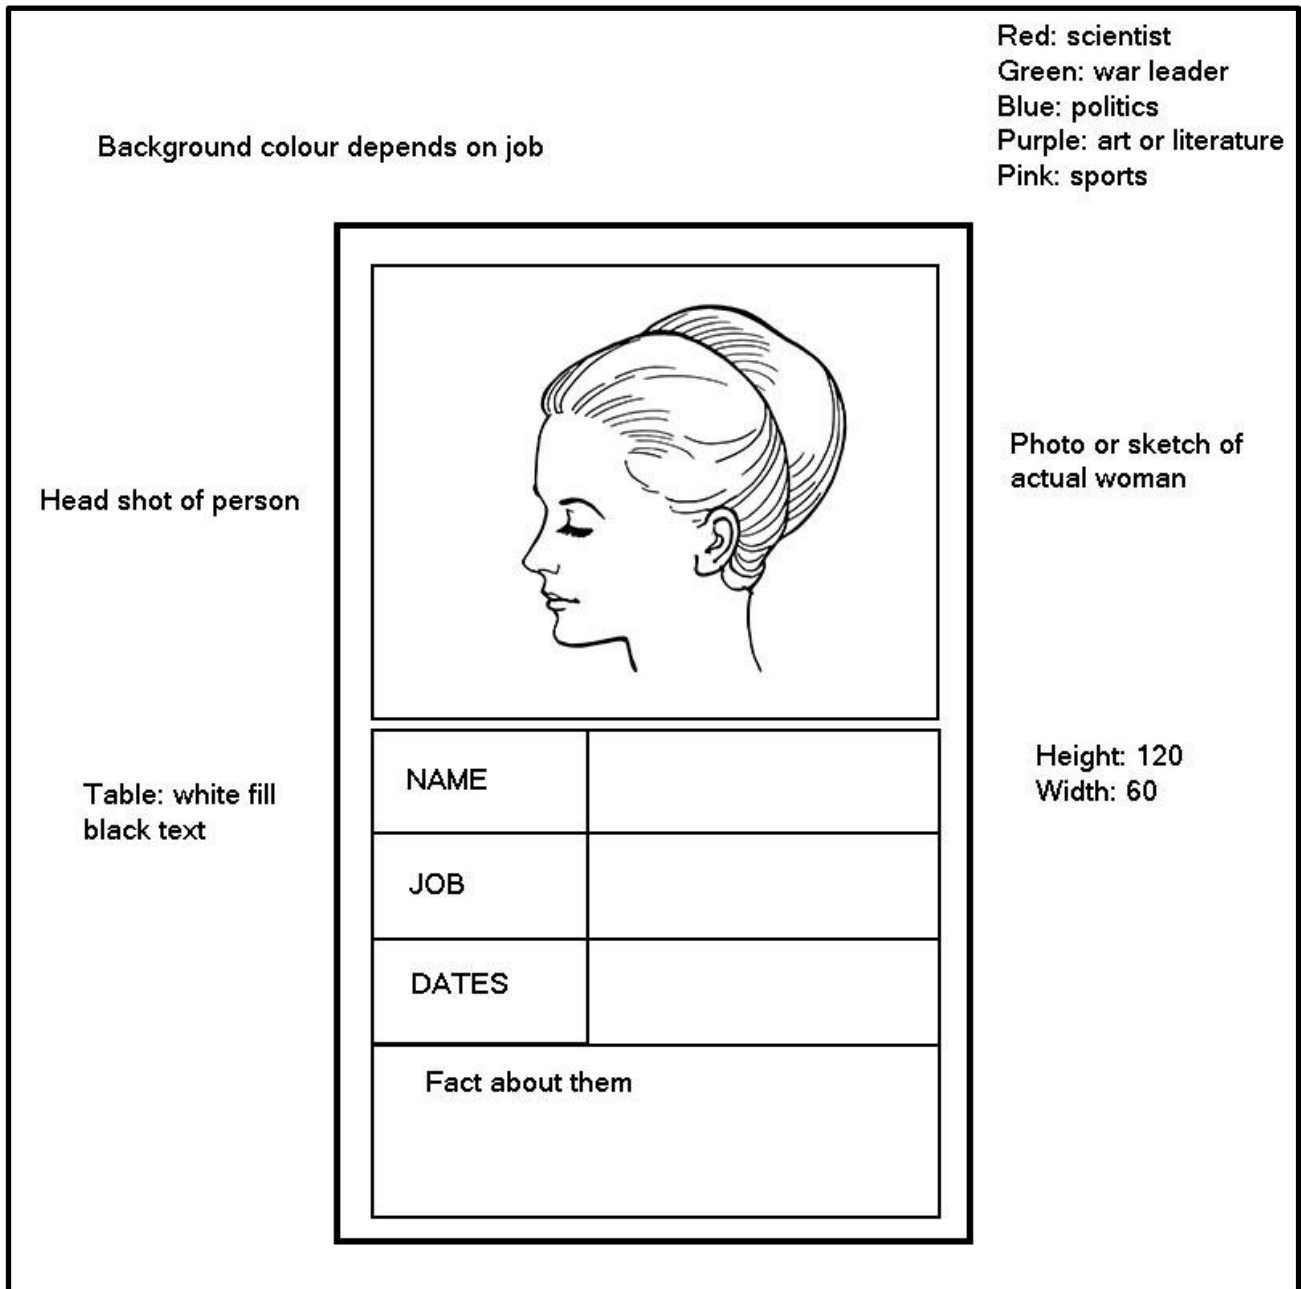 Red: scientist
Green: war leader
Blue: politics
Purple: art or literature
Pink: sports
Background colour depends on job
Head shot of person
Photo or sketch of
actual woman
Table: white fill
black text
Height: 120
Width: 60
NAME
JOB
DATES
Fact about them